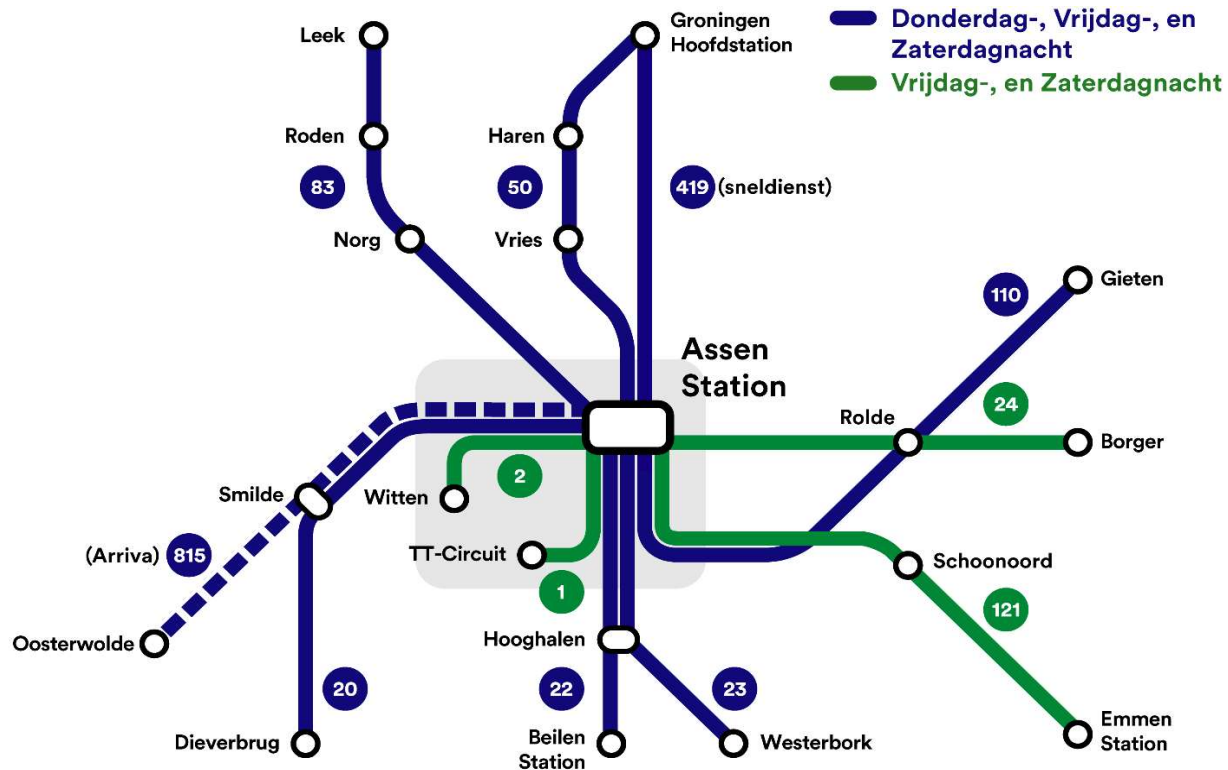 Leek
Groningen
Hoofdstation
Donderdag-, Vrijdag-, en
Zaterdagnacht
Vrijdag-, en Zaterdagnacht
Roden
Haren
83
50
419 (sneldienst)
Norg
Vries
110
Gieten
Assen
Station
24
Rolde
Borger
Smilde
Witten
2
(Arriva) 815
TT-Circuit
Schoonoord
1
121
Oosterwolde
Hooghalen
20
22
23
Dieverbrug
Beilen
Station
Westerbork
Emmen
Station